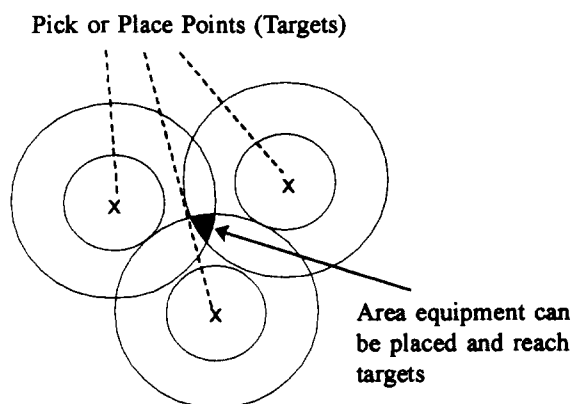 Pick or Place Points (Targets)
x
x
x
Area equipment can
be placed and reach
targets